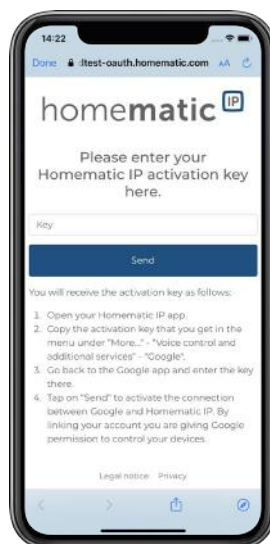 14:22
Done ltest-oauth.homematic.com AA
homematic IP
Please enter your
Homematic IP activation key
here.
Key
Send
You will receive the activation key as follows:
1. Open your Homematic IP app.
2. Copy the activation key that you get in the
menu under "More..." - "Voice control and
additional services" - "Google".
3. Go back to the Google app and enter the key
there.
4. Tap on "Send" to activate the connection
between Google and Homematic IP. By
linking your account you are giving Google
permission to control your devices.
Legal notice Privacy